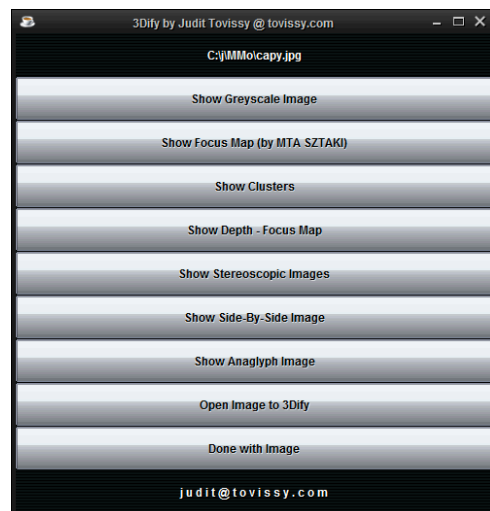 3Dify by Judit Tovissy @ tovissy.com
C:\j\MMo\capy.jpg
Show Greyscale Image
Show Focus Map (by MTA SZTAKI)
Show Clusters
Show Depth - Focus Map
Show Stereoscopic Images
Show Side-By-Side Image
Show Anaglyph Image
Open Image to 3Dify
Done with Image
judit@tovissy.com